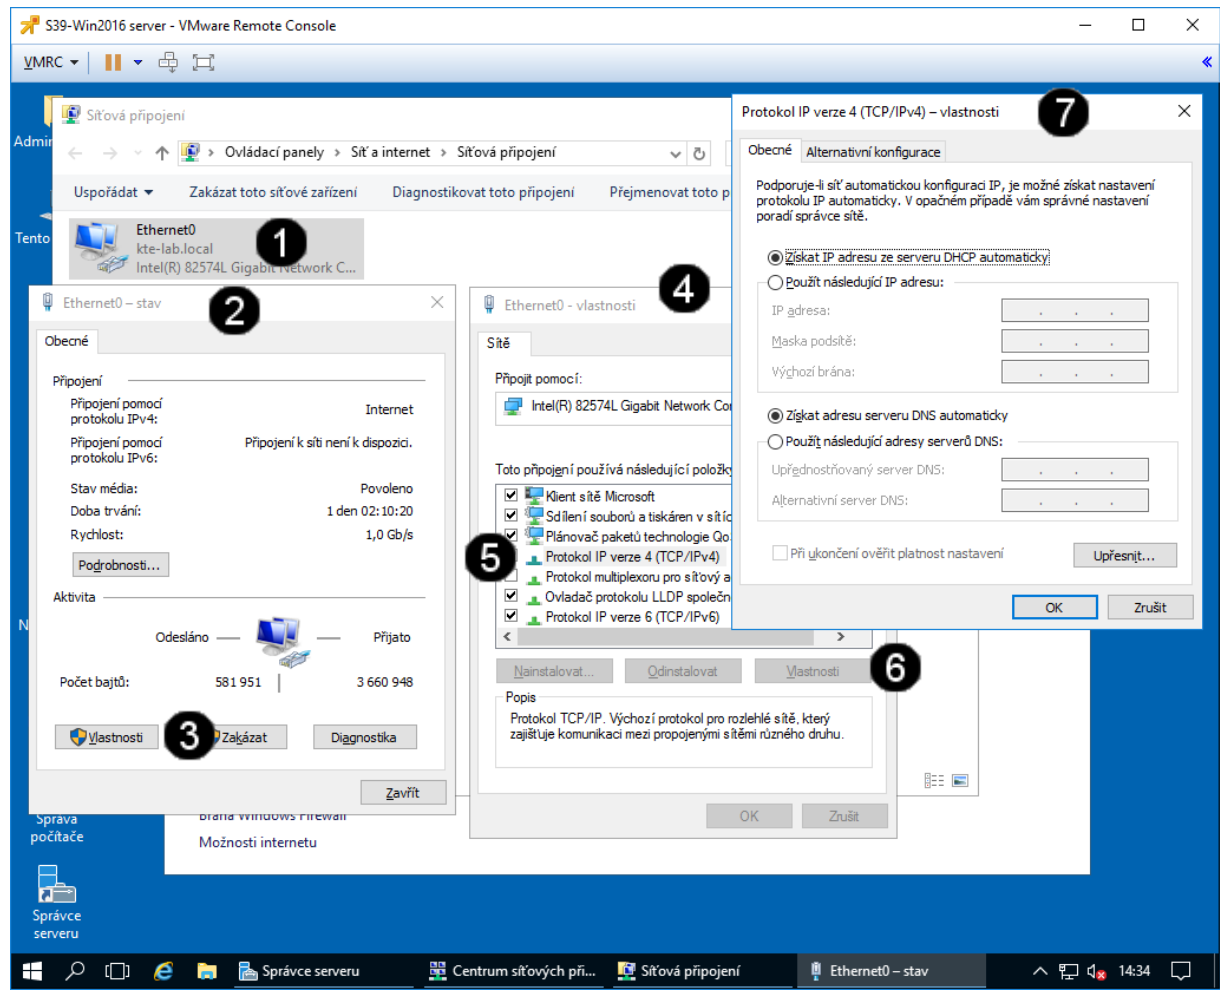 S39-Win2016 server - VMware Remote Console
VMRC
Síťová připojení
Ovládací panely > Síť a internet > Síťová připojení
Uspořádat
Zakázat toto síťové zařízení
Diagnostikovat toto připojení
Přejmenovat toto p
Admin
Tento
Ethernet0
kte-lab.local
Intel(R) 82574L Gigabit Network C...
1
2
Ethernet0 – stav
Obecné
Připojení
Připojení pomocí
protokolu IPv4:
Internet
Připojení pomocí
protokolu IPv6:
Připojení k síti není k dispozici.
Stav média:
Povoleno
Doba trvání:
1 den 02:10:20
Rychlost:
1,0 Gb/s
Podrobnosti...
Aktivita
Odesláno
Přijato
Počet bajtů:
581 951
3 660 948
Vlastnosti
3
Zakázat
Diagnostika
Zavřít
4
Ethernet0 - vlastnosti
Sítě
Připojit pomocí:
Intel(R) 82574L Gigabit Network Cor
Toto připojení používá následující položky
Klient sítě Microsoft
Sdílení souborů a tiskáren v sítíc
Plánovač paketů technologie Qo
5
Protokol IP verze 4 (TCP/IPv4)
Protokol multiplexoru pro síťový a
Ovladač protokolu LLDP společn
Protokol IP verze 6 (TCP/IPv6)
Nainstalovat...
Odinstalovat
Vlastnosti
6
Popis
Protokol TCP/IP. Výchozí protokol pro rozlehlé sítě, který
zajišťuje komunikaci mezi propojenými sítěmi různého druhu.
OK
Zrušit
7
Protokol IP verze 4 (TCP/IPv4) – vlastnosti
Obecné
Alternativní konfigurace
Podporuje-li síť automatickou konfiguraci IP, je možné získat nastavení
protokolu IP automaticky. V opačném případě vám správné nastavení
poradí správce sítě.
Získat IP adresu ze serveru DHCP automaticky
Použít následující IP adresu:
IP adresa:
Maska podsítě:
Výchozí brána:
Získat adresu serveru DNS automaticky
Použít následující adresy serverů DNS:
Upřednostňovaný server DNS:
Alternativní server DNS:
Při ukončení ověřit platnost nastavení
Upřesnit...
OK
Zrušit
N
Správa
počítače
Brána Windows Firewall
Možnosti internetu
Správce
serveru
Správce serveru
Centrum síťových při...
Síťová připojení
Ethernet0 – stav
14:34